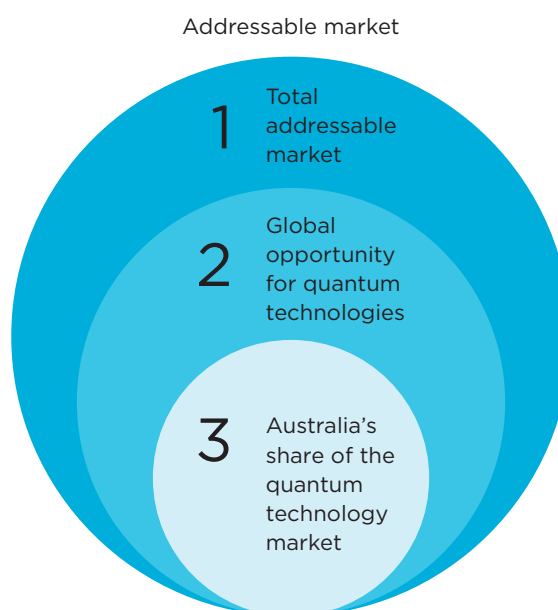 Addressable market
1
Total
addressable
market
2
Global
opportunity
for quantum
technologies
3
Australia’s
share of the
quantum
technology
market